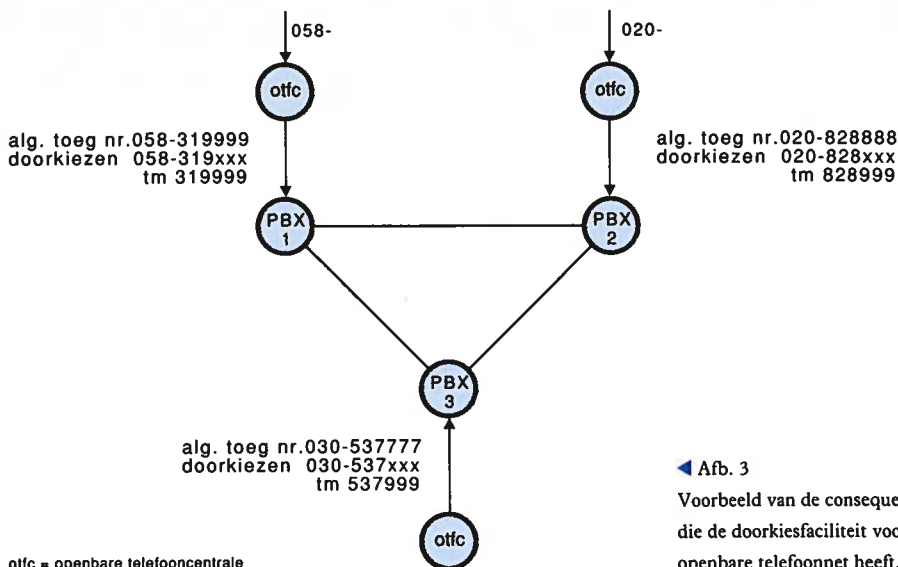 058-
020-
otfc
otfc
alg. toeg nr.058-319999
doorkiezen 058-319xxx
tm 319999
alg. toeg nr.020-828888
doorkiezen 020-828xxx
tm 828999
PBX
1
PBX
2
PBX
3
alg. toeg nr.030-537777
doorkiezen 030-537xxx
tm 537999
otfc
otfc = openbare telefooncentrale
◀ Afb. 3
Voorbeeld van de conseque
die de doorkiesfaciliteit voo
openbare telefoonnet heeft.